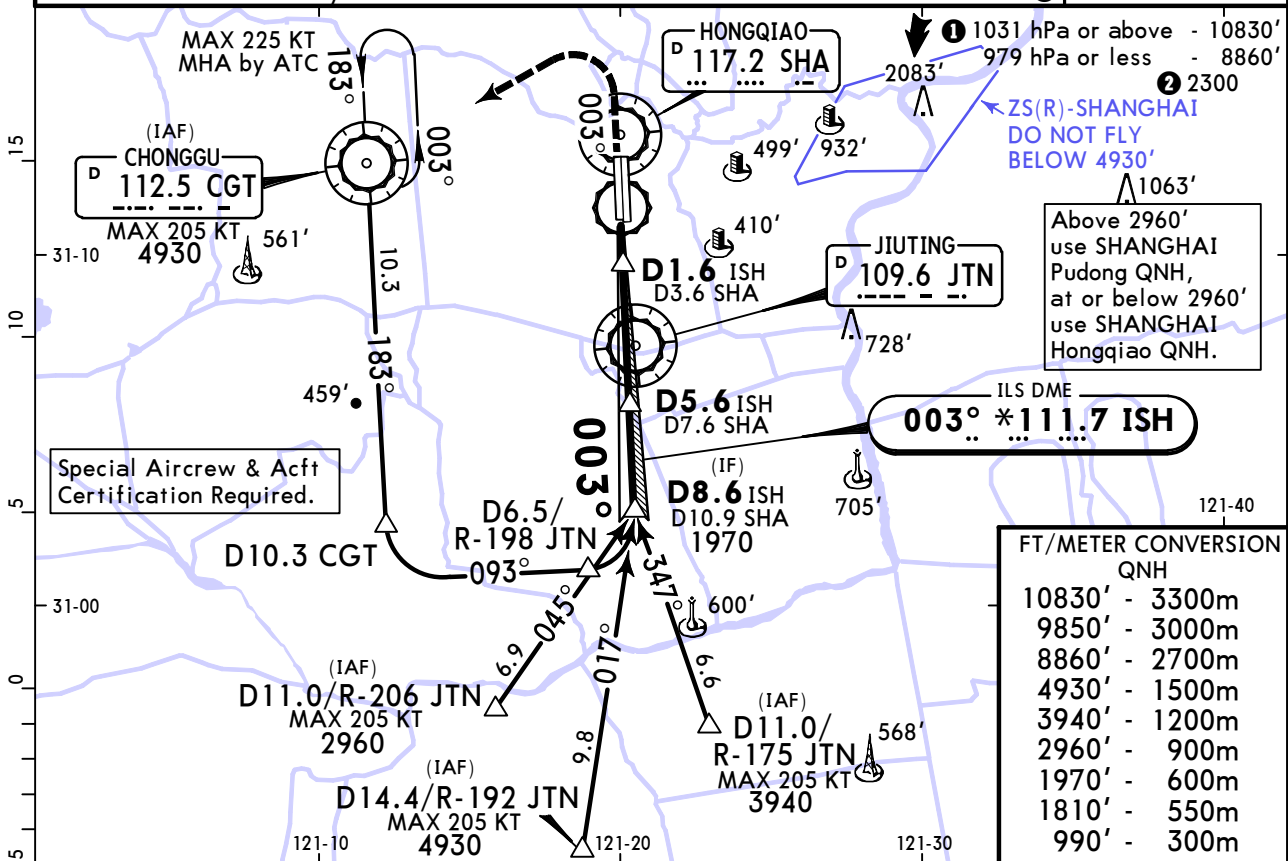 MAX 225 KT
MHA by ATC
183°
003°
(IAF)
CHONGGU
D 112.5 CGT
MAX 205 KT
4930
561'
HONGQIAO
D 117.2 SHA
003°
❶ 1031 hPa or above - 10830'
979 hPa or less - 8860'
❷ 2300
2083'
ZS(R)-SHANGHAI
DO NOT FLY
BELOW 4930'
499'
932'
1063'
410'
Above 2960'
use SHANGHAI
Pudong QNH,
at or below 2960'
use SHANGHAI
Hongqiao QNH.
15
31-10
10.3
D1.6 ISH
D3.6 SHA
JIUTING
D 109.6 JTN
728'
10
183°
459'
D5.6 ISH
D7.6 SHA
ILS DME
003° *111.7 ISH
003°
Special Aircrew & Acft
Certification Required.
(IF)
D8.6 ISH
D10.9 SHA
1970
705'
121-40
5
D6.5/
R-198 JTN
D10.3 CGT
093°
347°
600'
31-00
045°
6.9
017°
6.6
9.8
0
(IAF)
D11.0/R-206 JTN
MAX 205 KT
2960
(IAF)
D11.0/
R-175 JTN
MAX 205 KT
3940
568'
(IAF)
D14.4/R-192 JTN
MAX 205 KT
4930
FT/METER CONVERSION
QNH
10830' - 3300m
9850' - 3000m
8860' - 2700m
4930' - 1500m
3940' - 1200m
2960' - 900m
1970' - 600m
1810' - 550m
990' - 300m
5
121-10
121-20
121-30